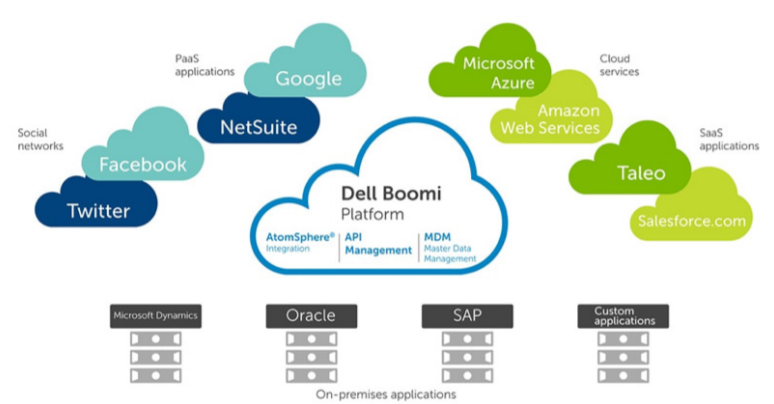 PaaS
applications
Google
NetSuite
Social
networks
Facebook
Twitter
Microsoft
Azure
Cloud
services
Amazon
Web Services
SaaS
applications
Taleo
Salesforce.com
Dell Boomi
Platform
AtomSphere®
Integration
API
Management
MDM
Master Data
Management
Microsoft Dynamics
Oracle
SAP
Custom
applications
On-premises applications